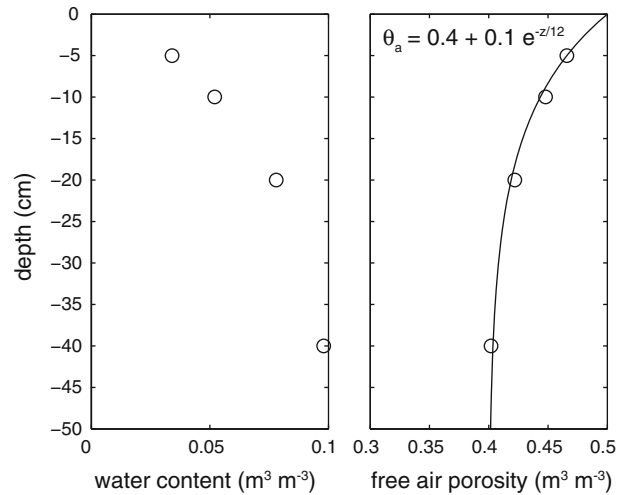 0
−5
−10
−15
−20
−25
−30
−35
−40
−45
−50
depth (cm)
0 0.05 0.1
water content (m³ m⁻³)
θₐ = 0.4 + 0.1 e^{-z/12}
0.3 0.35 0.4 0.45 0.5
free air porosity (m³ m⁻³)